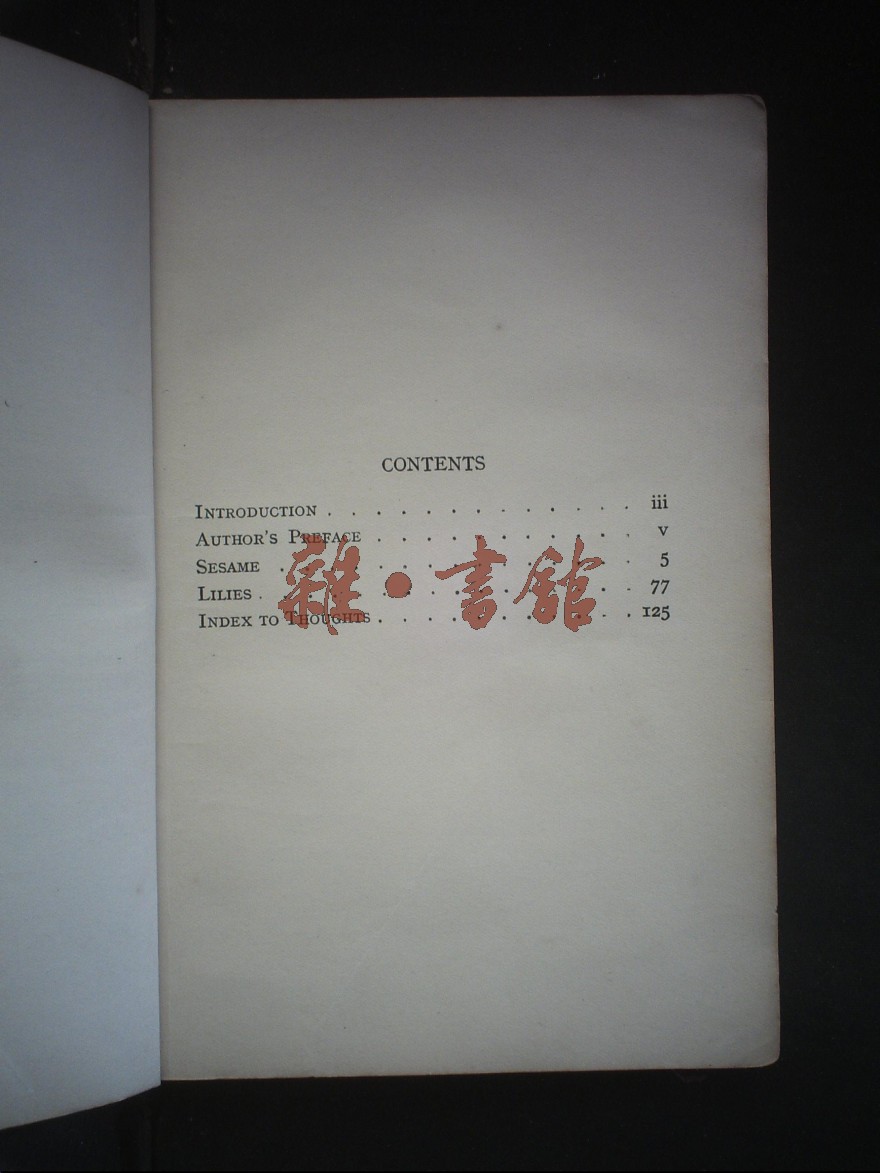 CONTENTS
INTRODUCTION . . . . . . . . . . . . . iii
AUTHOR'S PREFACE . . . . . . . . . . . v
SESAME . . . . . . . . . . . . . . . 5
LILIES . . . . . . . . . . . . . . . . 77
INDEX TO THOUGHTS . . . . . . . . . . . 125
雜·書館